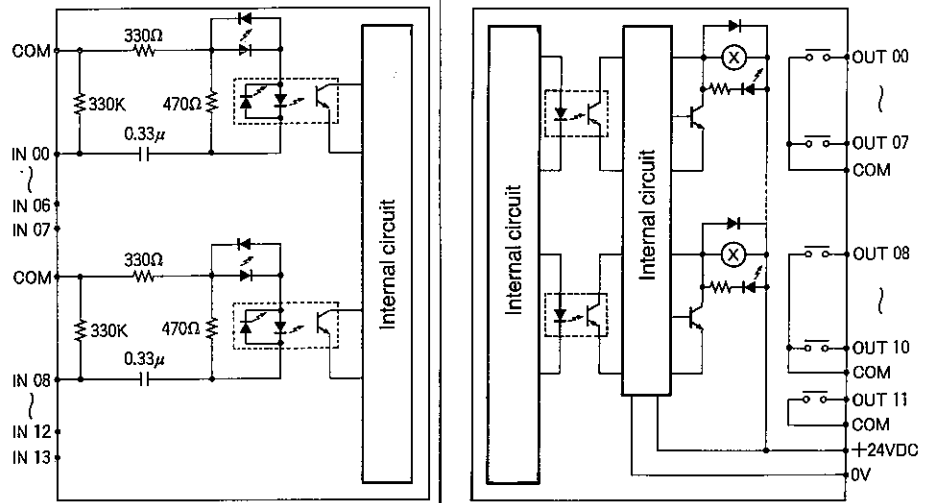 COM
330Ω
330K
470Ω
0.33μ
IN 00
IN 06
IN 07
COM
330Ω
330K
470Ω
0.33μ
IN 08
IN 12
IN 13
Internal circuit
Internal circuit
Internal circuit
X
X
OUT 00
OUT 07
COM
OUT 08
OUT 10
COM
OUT 11
COM
+24VDC
0V